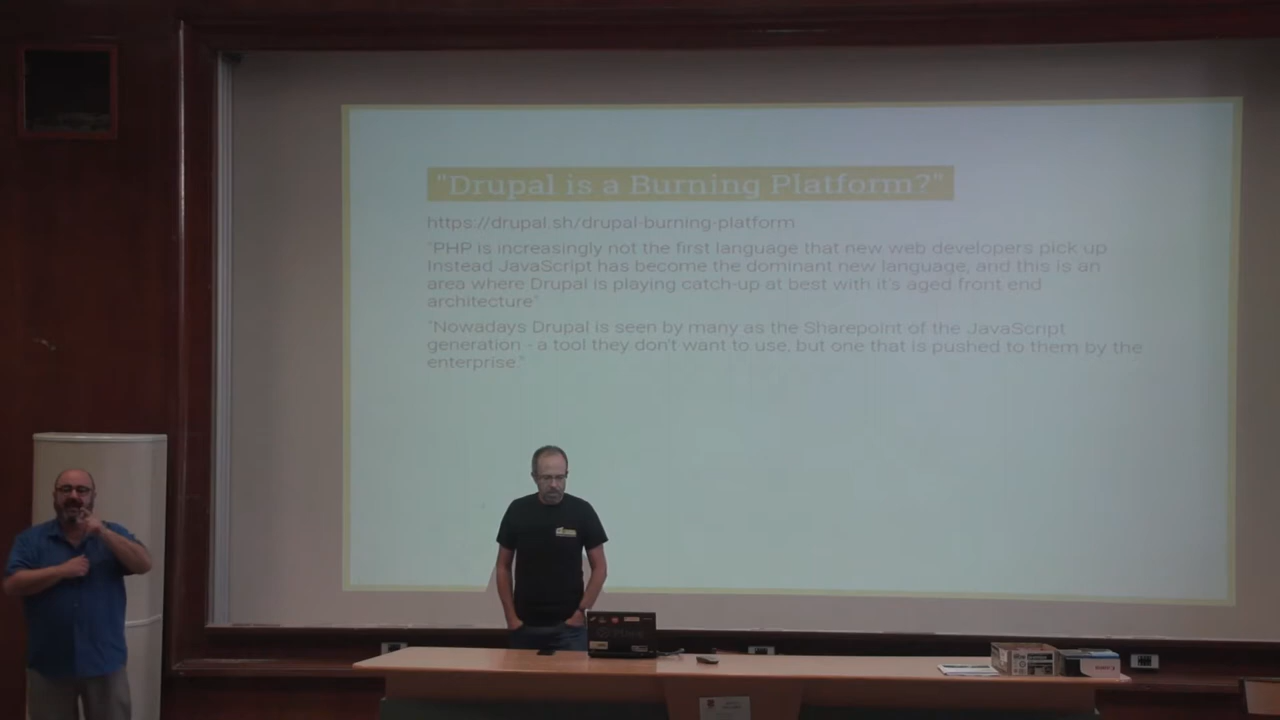 "Drupal is a Burning Platform?"
https://drupal.sh/drupal-burning-platform
"PHP is increasingly not the first language that new web developers pick up
Instead JavaScript has become the dominant new language, and this is an
area where Drupal is playing catch-up at best with it's aged front end
architecture"
"Nowadays Drupal is seen by many as the Sharepoint of the JavaScript
generation - a tool they don't want to use, but one that is pushed to them by the
enterprise."